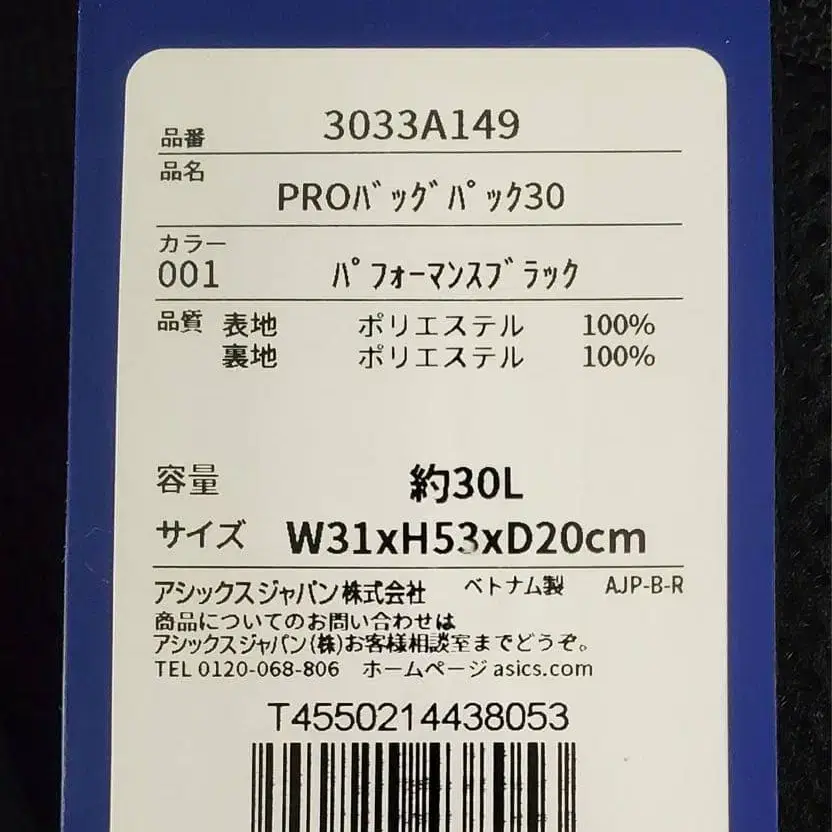 品番 3033A149
品名
PROﾊﾞｯｸﾞﾊﾟｯｸ30
カラー
001 ﾊﾟﾌｫｰﾏﾝｽﾌﾞﾗｯｸ
品質 表地 ポリエステル 100%
裏地 ポリエステル 100%
容量 約30L
サイズ W31xH53xD20cm
アシックスジャパン株式会社 ベトナム製 AJP-B-R
商品についてのお問い合わせは
アシックスジャパン(株)お客様相談室までどうぞ。
TEL 0120-068-806 ホームページ asics.com
T4550214438053